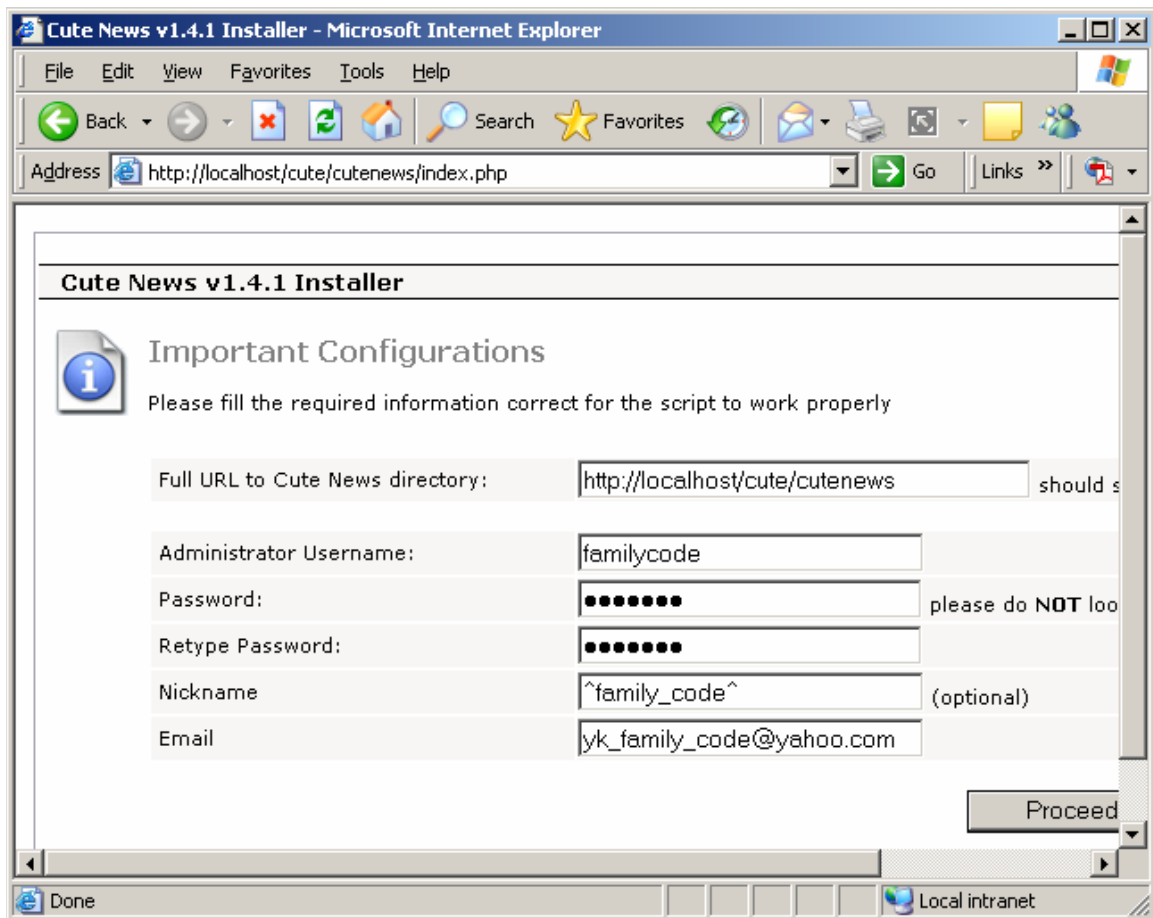 Cute News v1.4.1 Installer - Microsoft Internet Explorer
File Edit View Favorites Tools Help
Back Search Favorites
Address http://localhost/cute/cutenews/index.php Go Links »
Cute News v1.4.1 Installer
Important Configurations
Please fill the required information correct for the script to work properly
Full URL to Cute News directory: http://localhost/cute/cutenews should s
Administrator Username: familycode
Password: ●●●●●●● please do NOT loo
Retype Password: ●●●●●●●
Nickname ^family_code^ (optional)
Email yk_family_code@yahoo.com
Proceed
Done Local intranet